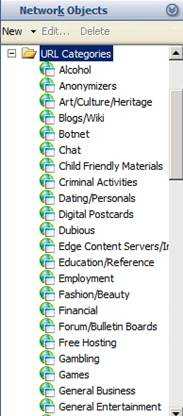 Network Objects
New Edit... Delete
URL Categories
Alcohol
Anonymizers
Art/Culture/Heritage
Blogs/Wiki
Botnet
Chat
Child Friendly Materials
Criminal Activities
Dating/Personals
Digital Postcards
Dubious
Edge Content Servers/In
Education/Reference
Employment
Fashion/Beauty
Financial
Forum/Bulletin Boards
Free Hosting
Gambling
Games
General Business
General Entertainment